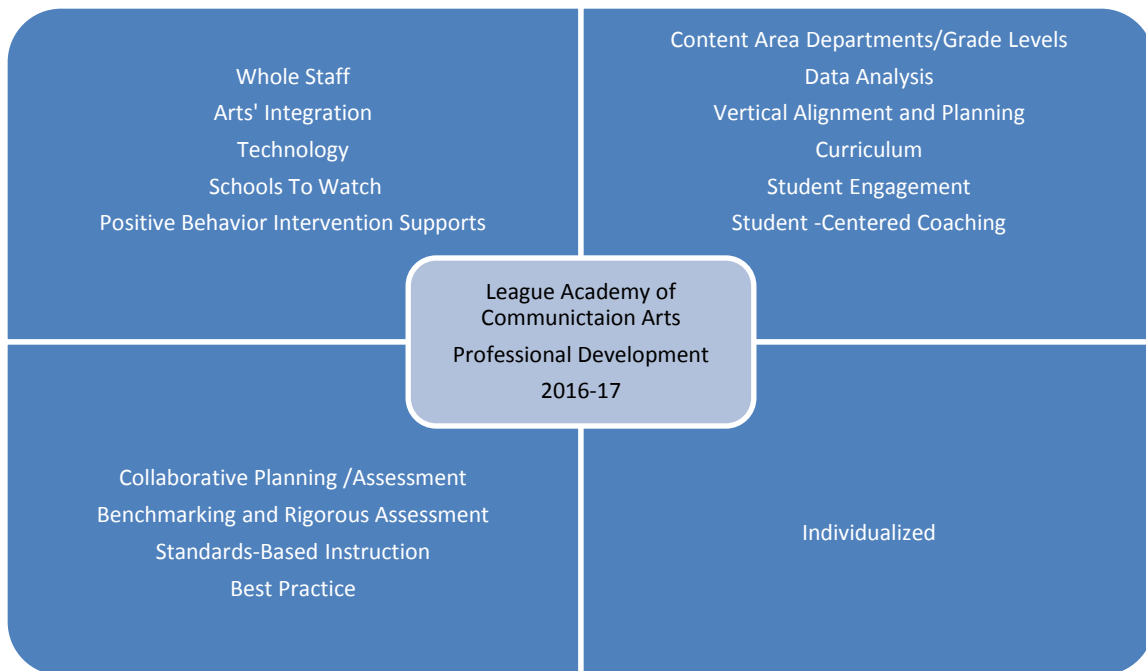 Whole Staff
Arts' Integration
Technology
Schools To Watch
Positive Behavior Intervention Supports
Content Area Departments/Grade Levels
Data Analysis
Vertical Alignment and Planning
Curriculum
Student Engagement
Student -Centered Coaching
League Academy of
Communictaion Arts
Professional Development
2016-17
Collaborative Planning /Assessment
Benchmarking and Rigorous Assessment
Standards-Based Instruction
Best Practice
Individualized